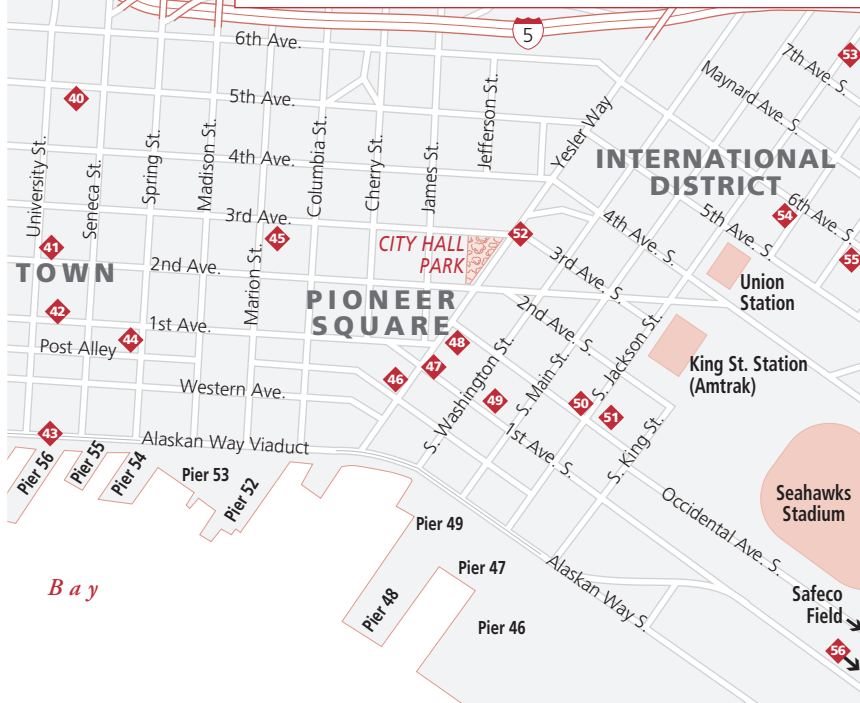 5
6th Ave.
53
7th Ave. S.
40
5th Ave.
Maynard Ave. S.
University St.
Seneca St.
Spring St.
Madison St.
Columbia St.
Cherry St.
James St.
Jefferson St.
Yesler Way
4th Ave.
INTERNATIONAL
DISTRICT
3rd Ave.
41
45
Marion St.
CITY HALL
PARK
52
4th Ave. S.
5th Ave. S.
54
6th Ave. S.
55
TOWN
2nd Ave.
3rd Ave. S.
Union
Station
PIONEER
SQUARE
42
1st Ave.
2nd Ave. S.
44
Post Alley
48
47
46
S. Washington St.
S. Main St.
S. Jackson St.
King St. Station
(Amtrak)
Western Ave.
49
50
51
43
Alaskan Way Viaduct
1st Ave. S.
S. King St.
Pier 56
Pier 55
Pier 54
Pier 53
Pier 52
Occidental Ave. S.
Seahawks
Stadium
Pier 49
Bay
Pier 48
Pier 47
Alaskan Way S.
Pier 46
Safeco
Field
56